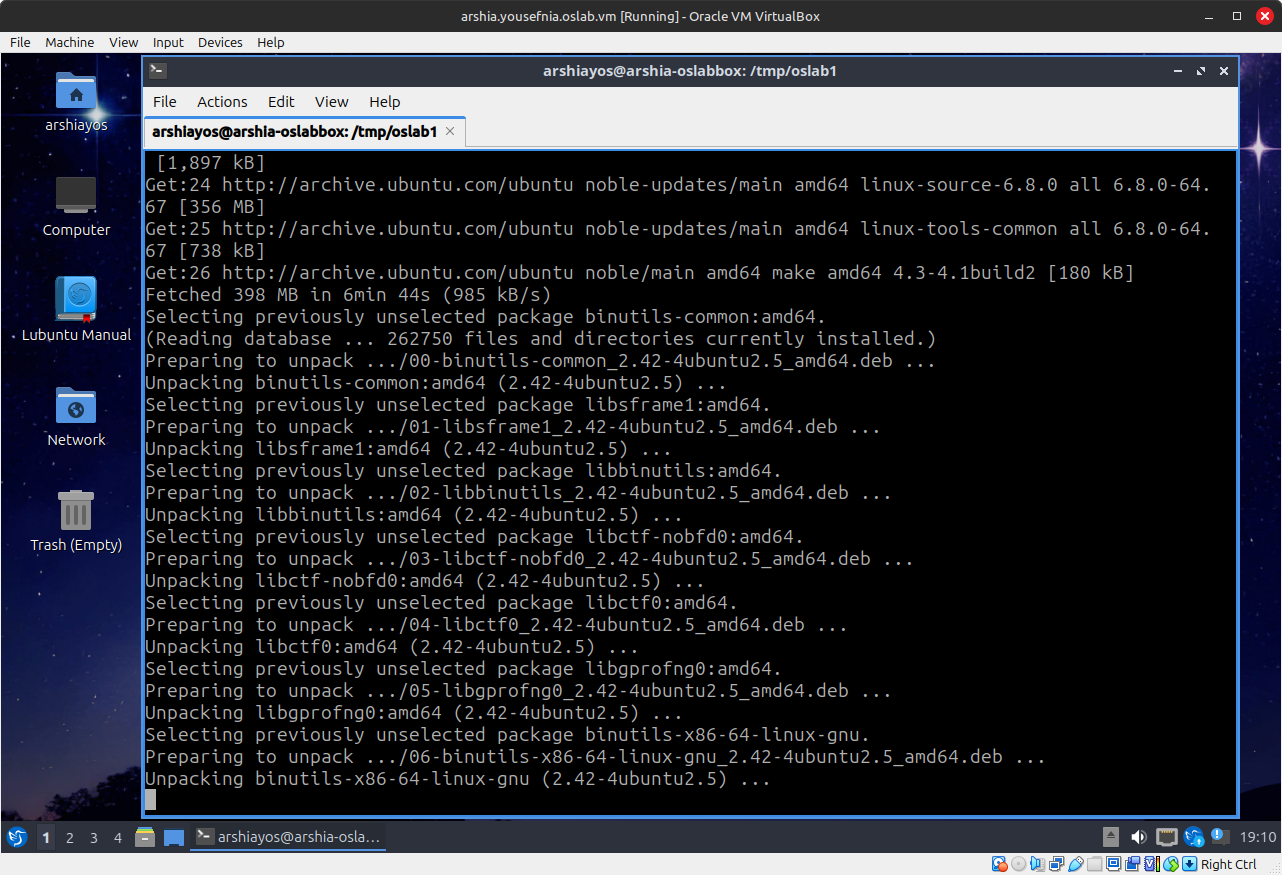 arshia.yousefnia.oslab.vm [Running] - Oracle VM VirtualBox
File Machine View Input Devices Help
arshiayos@arshia-oslabbox: /tmp/oslab1
File Actions Edit View Help
arshiayos@arshia-oslabbox: /tmp/oslab1
arshiayos
Computer
Lubuntu Manual
Network
Trash (Empty)
[1,897 kB]
Get:24 http://archive.ubuntu.com/ubuntu noble-updates/main amd64 linux-source-6.8.0 all 6.8.0-64.
67 [356 MB]
Get:25 http://archive.ubuntu.com/ubuntu noble-updates/main amd64 linux-tools-common all 6.8.0-64.
67 [738 kB]
Get:26 http://archive.ubuntu.com/ubuntu noble/main amd64 make amd64 4.3-4.1build2 [180 kB]
Fetched 398 MB in 6min 44s (985 kB/s)
Selecting previously unselected package binutils-common:amd64.
(Reading database ... 262750 files and directories currently installed.)
Preparing to unpack .../00-binutils-common_2.42-4ubuntu2.5_amd64.deb ...
Unpacking binutils-common:amd64 (2.42-4ubuntu2.5) ...
Selecting previously unselected package libsframe1:amd64.
Preparing to unpack .../01-libsframe1_2.42-4ubuntu2.5_amd64.deb ...
Unpacking libsframe1:amd64 (2.42-4ubuntu2.5) ...
Selecting previously unselected package libbinutils:amd64.
Preparing to unpack .../02-libbinutils_2.42-4ubuntu2.5_amd64.deb ...
Unpacking libbinutils:amd64 (2.42-4ubuntu2.5) ...
Selecting previously unselected package libctf-nobfd0:amd64.
Preparing to unpack .../03-libctf-nobfd0_2.42-4ubuntu2.5_amd64.deb ...
Unpacking libctf-nobfd0:amd64 (2.42-4ubuntu2.5) ...
Selecting previously unselected package libctf0:amd64.
Preparing to unpack .../04-libctf0_2.42-4ubuntu2.5_amd64.deb ...
Unpacking libctf0:amd64 (2.42-4ubuntu2.5) ...
Selecting previously unselected package libgprofng0:amd64.
Preparing to unpack .../05-libgprofng0_2.42-4ubuntu2.5_amd64.deb ...
Unpacking libgprofng0:amd64 (2.42-4ubuntu2.5) ...
Selecting previously unselected package binutils-x86-64-linux-gnu.
Preparing to unpack .../06-binutils-x86-64-linux-gnu_2.42-4ubuntu2.5_amd64.deb ...
Unpacking binutils-x86-64-linux-gnu (2.42-4ubuntu2.5) ...
1 2 3 4 arshiayos@arshia-osla... 19:10
Right Ctrl